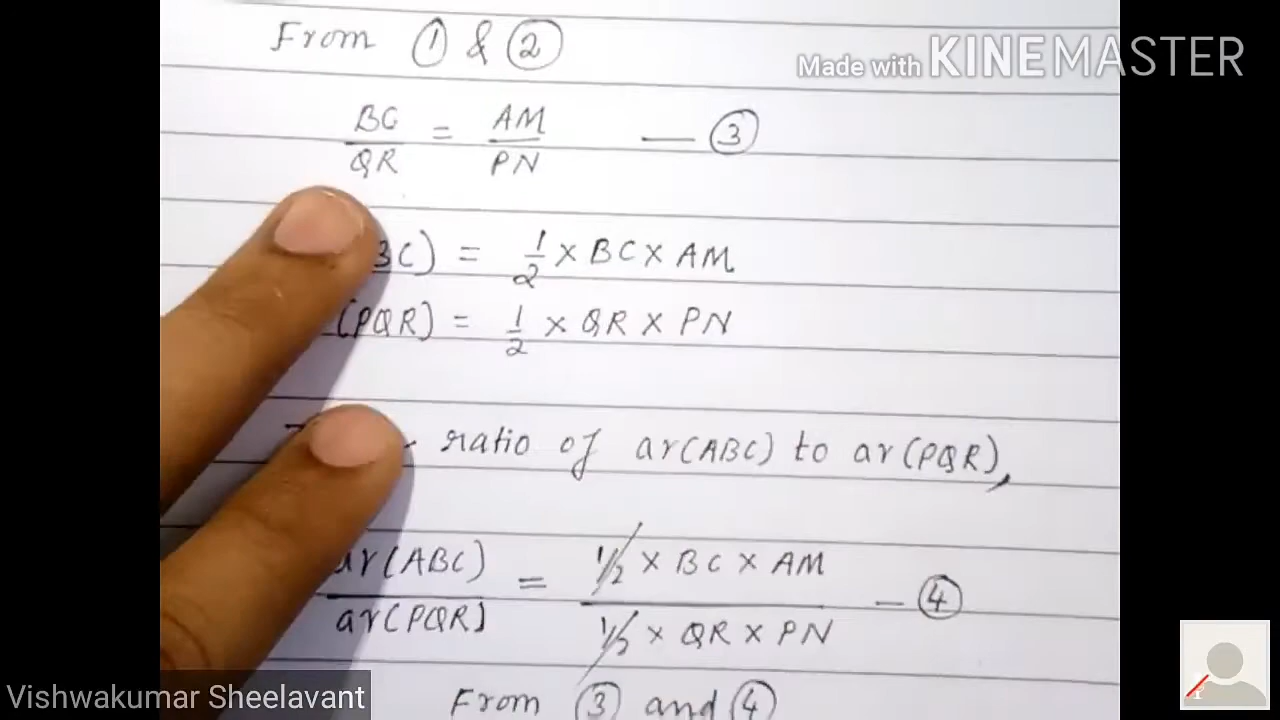 From ① & ②
Made with KINEMASTER
BC/QR = AM/PN — ③
BC) = 1/2 × BC × AM
(PQR) = 1/2 × QR × PN
ratio of ar(ABC) to ar(PQR),
ar(ABC)/ar(PQR) = 1/2 × BC × AM / 1/2 × QR × PN — ④
Vishwakumar Sheelavant
From ③ and ④